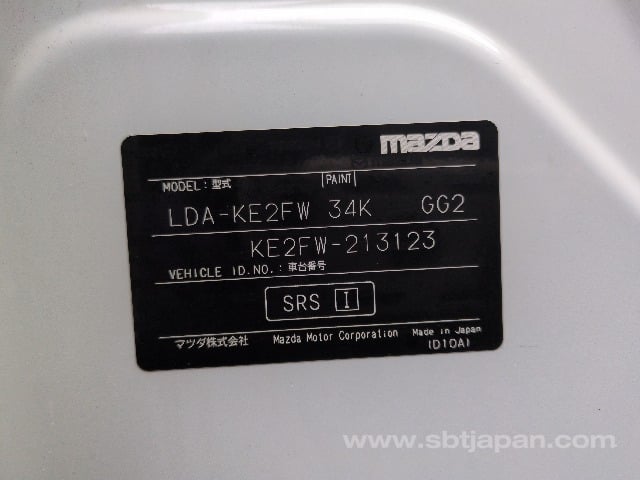 mazda
MODEL: 型式 PAINT
LDA-KE2FW 34K GG2
KE2FW-213123
VEHICLE ID.NO.: 車台番号
SRS I
マツダ株式会社 Mazda Motor Corporation Made in Japan
(D10A)
www.sbtjapan.com